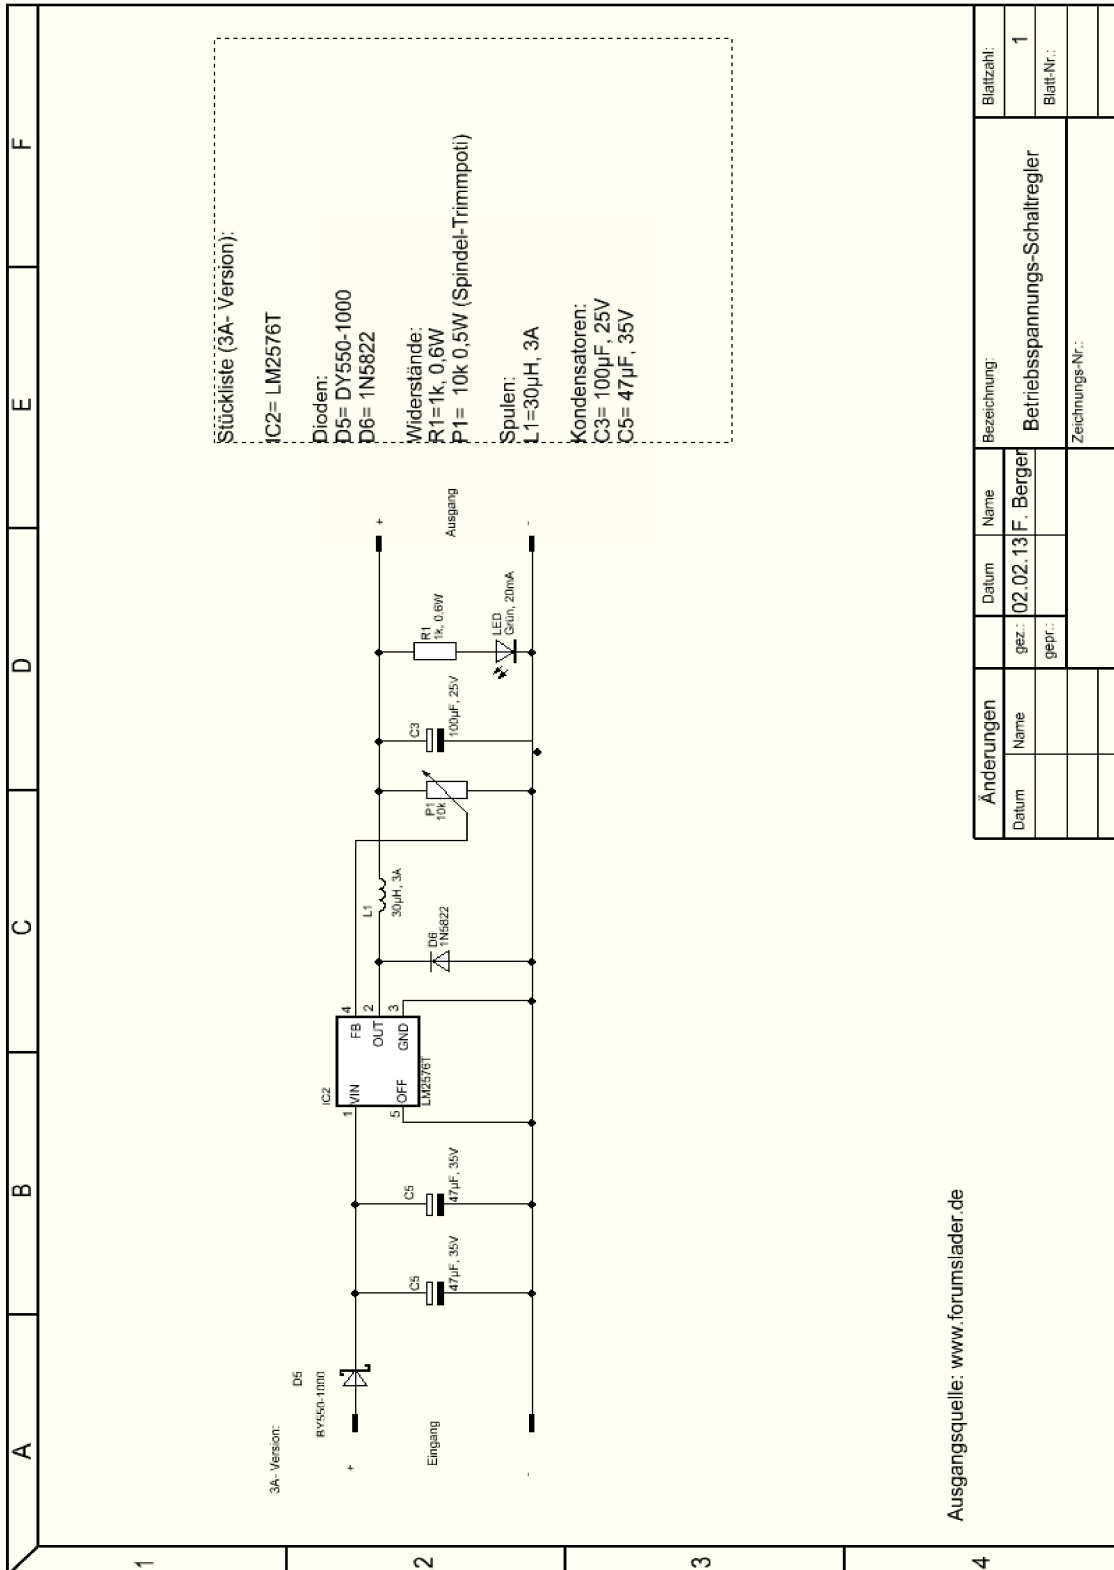 A
B
C
D
E
F
1
2
3
4
3A- Version:
D5
BY550-1000
+
Eingang
-
C5
47µF, 35V
C5
47µF, 35V
IC2
1
VIN
5
OFF
FB
4
OUT
2
GND
3
LM2576T
D6
1N5822
L1
30µH, 3A
P1
10k
C3
100µF, 25V
R1
1k, 0,6W
LED
Grün, 20mA
+
Ausgang
-
Stückliste (3A- Version):
IC2= LM2576T
Dioden:
D5= DY550-1000
D6= 1N5822
Widerstände:
R1=1k, 0,6W
P1= 10k 0,5W (Spindel-Trimmpoti)
Spulen:
L1=30µH, 3A
Kondensatoren:
C3= 100µF, 25V
C5= 47µF, 35V
Ausgangsquelle: www.forumslader.de
Änderungen
Datum Name
Datum Name
gez.: 02.02.13 F. Berger
gepr.:
Bezeichnung:
Betriebsspannungs-Schaltregler
Zeichnungs-Nr.:
Blattzahl:
1
Blatt-Nr.: